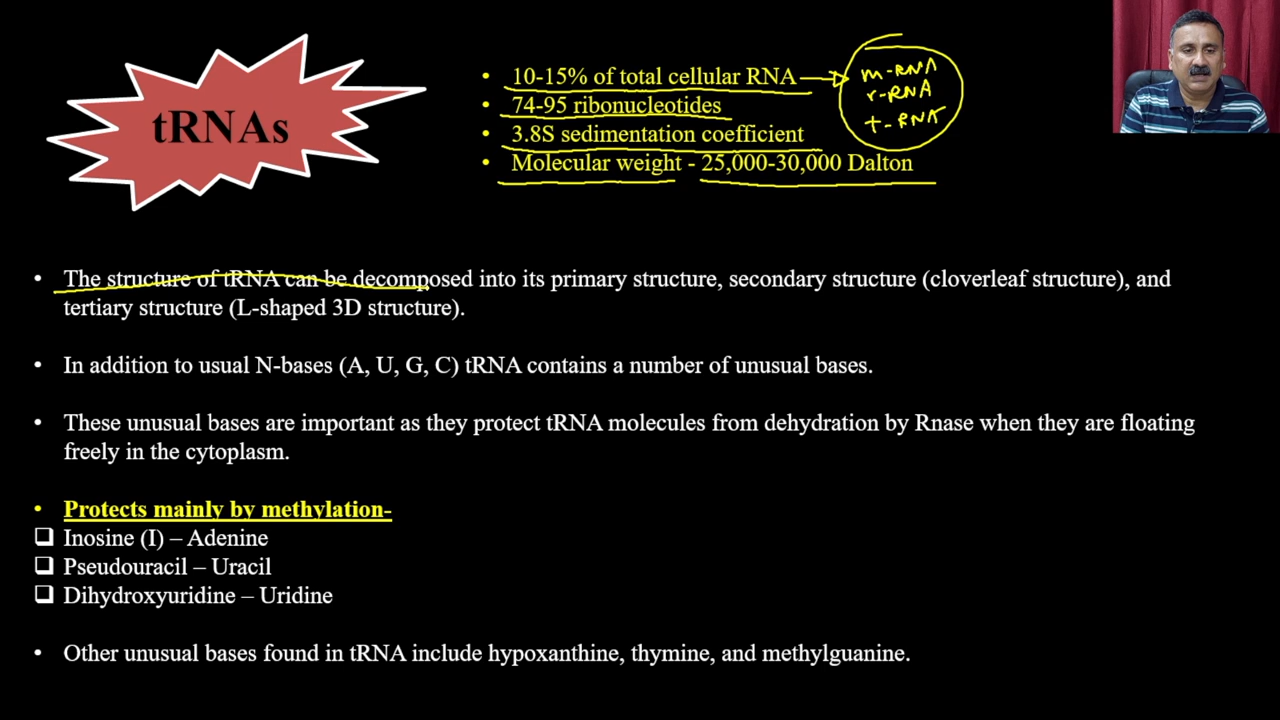 tRNAs
• 10-15% of total cellular RNA
• 74-95 ribonucleotides
• 3.8S sedimentation coefficient
• Molecular weight - 25,000-30,000 Dalton
m-RNA
r-RNA
t-RNA
• The structure of tRNA can be decomposed into its primary structure, secondary structure (cloverleaf structure), and
tertiary structure (L-shaped 3D structure).
• In addition to usual N-bases (A, U, G, C) tRNA contains a number of unusual bases.
• These unusual bases are important as they protect tRNA molecules from dehydration by Rnase when they are floating
freely in the cytoplasm.
• Protects mainly by methylation-
❑ Inosine (I) – Adenine
❑ Pseudouracil – Uracil
❑ Dihydroxyuridine – Uridine
• Other unusual bases found in tRNA include hypoxanthine, thymine, and methylguanine.